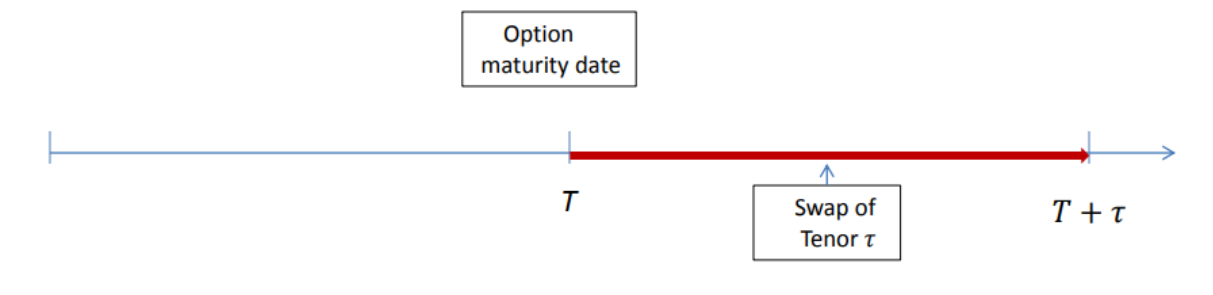 Option
maturity date
T
Swap of
Tenor τ
T + τ